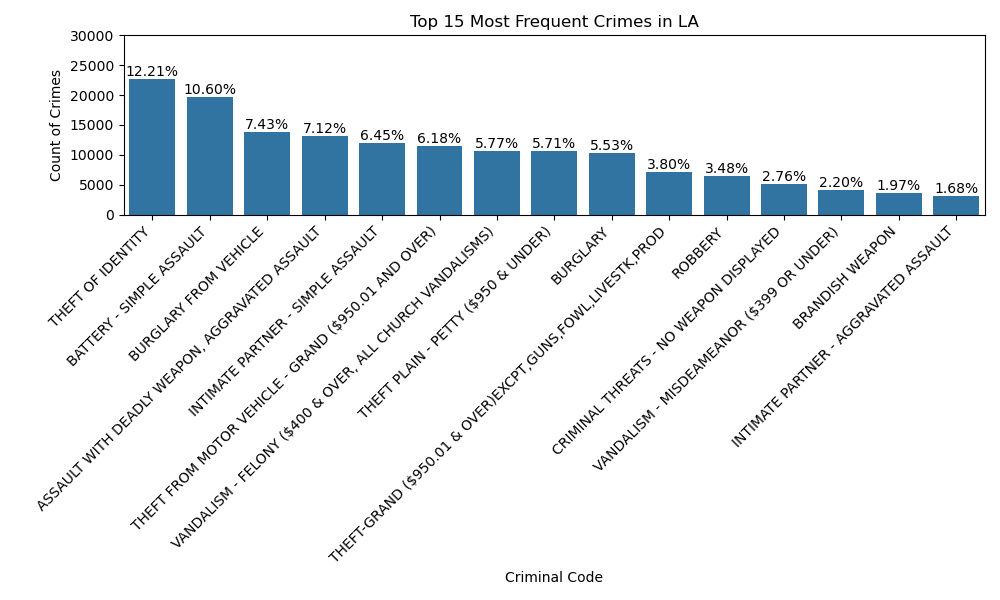 Top 15 Most Frequent Crimes in LA
Count of Crimes
30000
25000
20000
15000
10000
5000
0
12.21%
10.60%
7.43%
7.12%
6.45%
6.18%
5.77%
5.71%
5.53%
3.80%
3.48%
2.76%
2.20%
1.97%
1.68%
THEFT OF IDENTITY
BATTERY - SIMPLE ASSAULT
BURGLARY FROM VEHICLE
ASSAULT WITH DEADLY WEAPON, AGGRAVATED ASSAULT
INTIMATE PARTNER - SIMPLE ASSAULT
THEFT FROM MOTOR VEHICLE - GRAND ($950.01 AND OVER)
VANDALISM - FELONY ($400 & OVER, ALL CHURCH VANDALISMS)
THEFT PLAIN - PETTY ($950 & UNDER)
BURGLARY
THEFT-GRAND ($950.01 & OVER)EXCPT,GUNS,FOWL,LIVESTK,PROD
ROBBERY
CRIMINAL THREATS - NO WEAPON DISPLAYED
VANDALISM - MISDEAMEANOR ($399 OR UNDER)
BRANDISH WEAPON
INTIMATE PARTNER - AGGRAVATED ASSAULT
Criminal Code